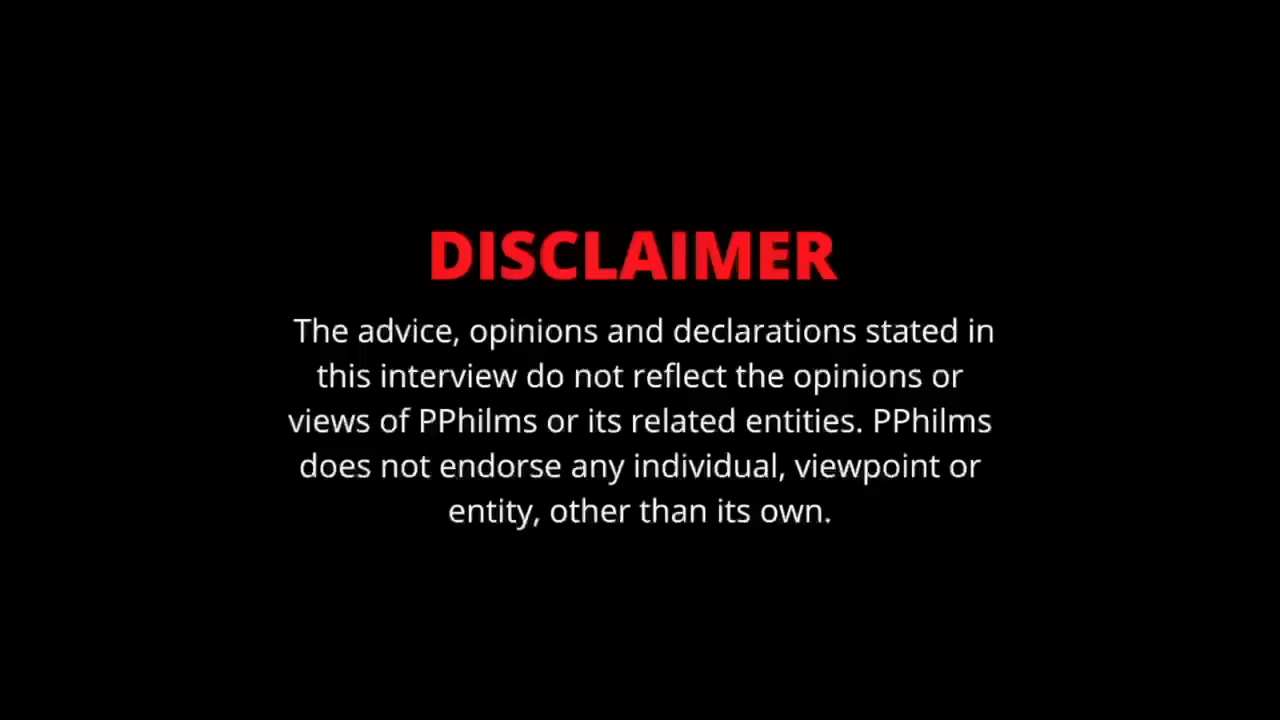 DISCLAIMER
The advice, opinions and declarations stated in
this interview do not reflect the opinions or
views of PPhilms or its related entities. PPhilms
does not endorse any individual, viewpoint or
entity, other than its own.